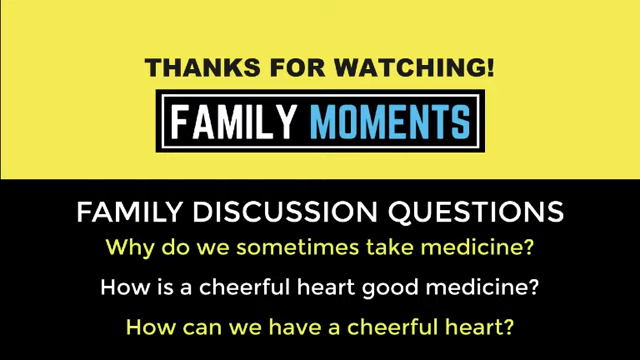 THANKS FOR WATCHING!
FAMILY MOMENTS
FAMILY DISCUSSION QUESTIONS
Why do we sometimes take medicine?
How is a cheerful heart good medicine?
How can we have a cheerful heart?